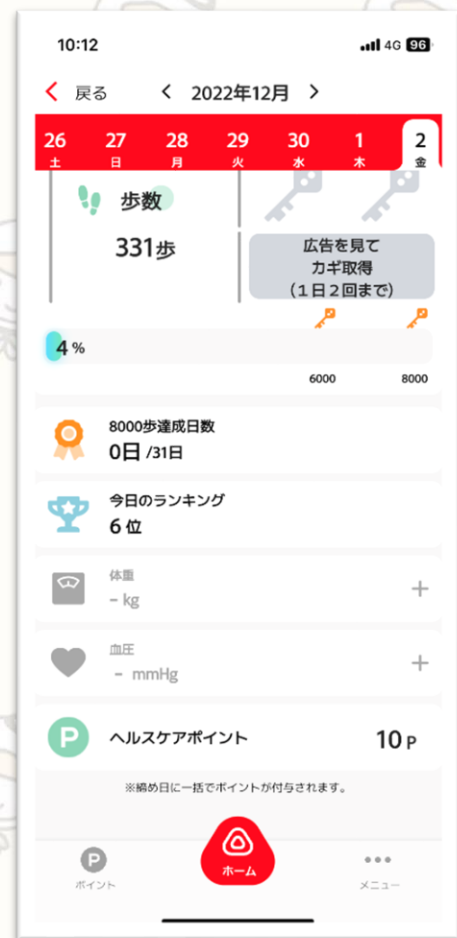 10:12
4G 96
戻る
2022年12月
26 27 28 29 30 1 2
土 日 月 火 水 木 金
歩数
331歩
広告を見て
カギ取得
(1日2回まで)
4 %
6000 8000
8000歩達成日数
0日 /31日
今日のランキング
6 位
体重
- kg
+
血圧
- mmHg
+
P
ヘルスケアポイント
10 P
※締め日に一括でポイントが付与されます。
P
ポイント
ホーム
メニュー